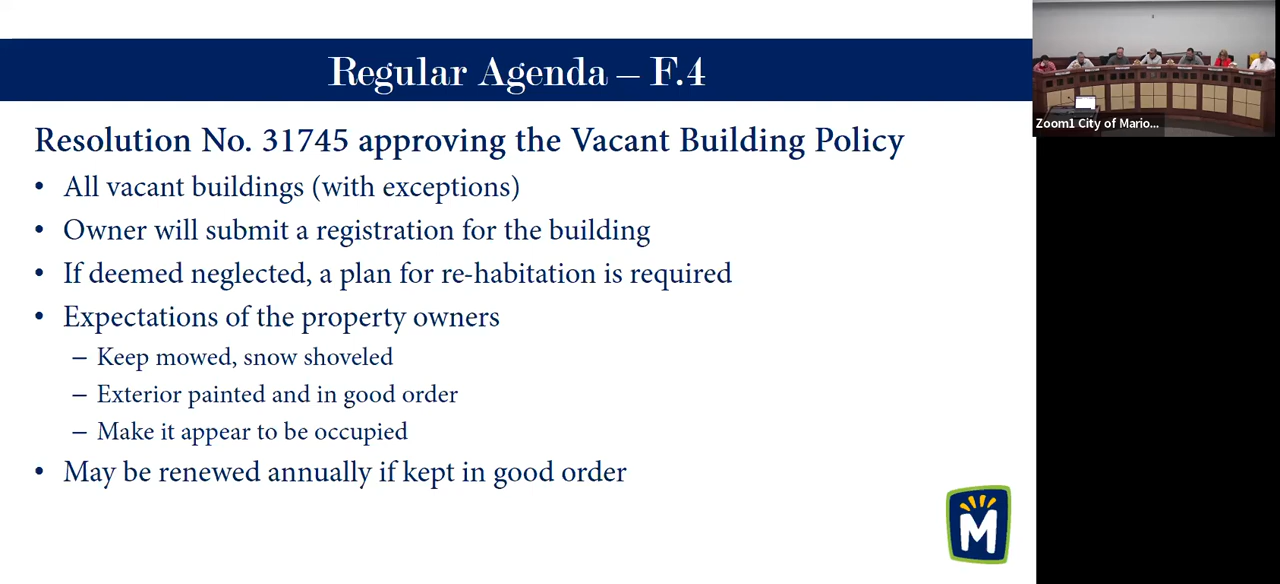 Regular Agenda – F.4
Resolution No. 31745 approving the Vacant Building Policy
• All vacant buildings (with exceptions)
• Owner will submit a registration for the building
• If deemed neglected, a plan for re-habitation is required
• Expectations of the property owners
– Keep mowed, snow shoveled
– Exterior painted and in good order
– Make it appear to be occupied
• May be renewed annually if kept in good order
M
Zoom1 City of Mario...